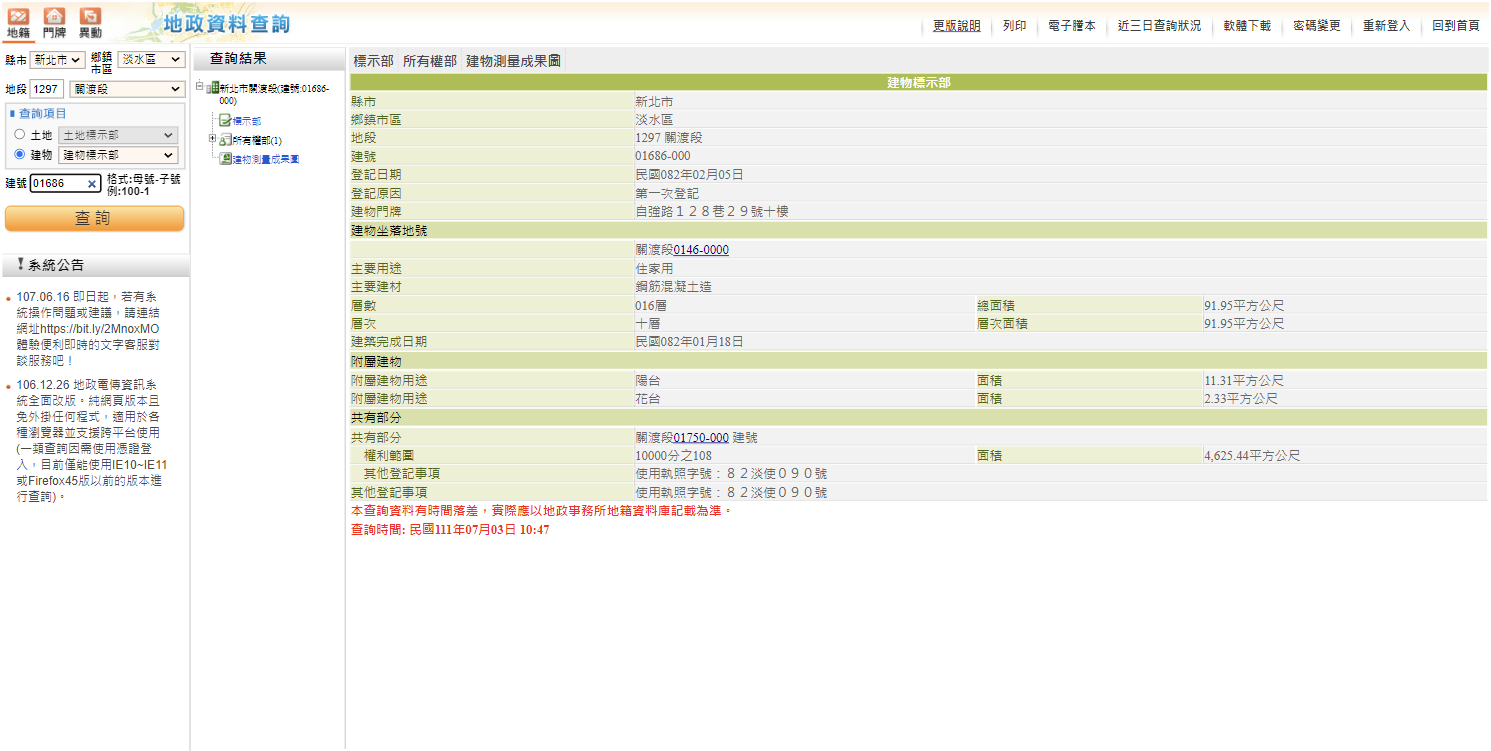 地籍 門牌 異動
地政資料查詢
更版說明 列印 電子謄本 近三日查詢狀況 軟體下載 密碼變更 重新登入 回到首頁
縣市 新北市 鄉鎮市區 淡水區
地段 1297 關渡段
查詢項目
土地 土地標示部
建物 建物標示部
建號 01686 格式:母號-子號
例:100-1
查 詢
系統公告
107.06.16 即日起，若有系
統操作問題或建議，請連結
網址https://bit.ly/2MnoxMO
體驗便利即時的文字客服對
談服務吧！
106.12.26 地政電傳資訊系
統全面改版。純網頁版本且
免外掛任何程式，適用於各
種瀏覽器並支援跨平台使用
(一類查詢因需使用憑證登
入，目前僅能使用IE10~IE11
或Firefox45版以前的版本進
行查詢)。
查詢結果
新北市關渡段(建號:01686-
000)
標示部
所有權部(1)
建物測量成果圖
標示部 所有權部 建物測量成果圖
建物標示部
縣市 新北市
鄉鎮市區 淡水區
地段 1297 關渡段
建號 01686-000
登記日期 民國082年02月05日
登記原因 第一次登記
建物門牌 自強路１２８巷２９號十樓
建物坐落地號
關渡段0146-0000
主要用途 住家用
主要建材 鋼筋混凝土造
層數 016層 總面積 91.95平方公尺
層次 十層 層次面積 91.95平方公尺
建築完成日期 民國082年01月18日
附屬建物
附屬建物用途 陽台 面積 11.31平方公尺
附屬建物用途 花台 面積 2.33平方公尺
共有部分
共有部分 關渡段01750-000 建號
權利範圍 10000分之108 面積 4,625.44平方公尺
其他登記事項 使用執照字號：８２淡使０９０號
其他登記事項 使用執照字號：８２淡使０９０號
本查詢資料有時間落差，實際應以地政事務所地籍資料庫記載為準。
查詢時間: 民國111年07月03日 10:47